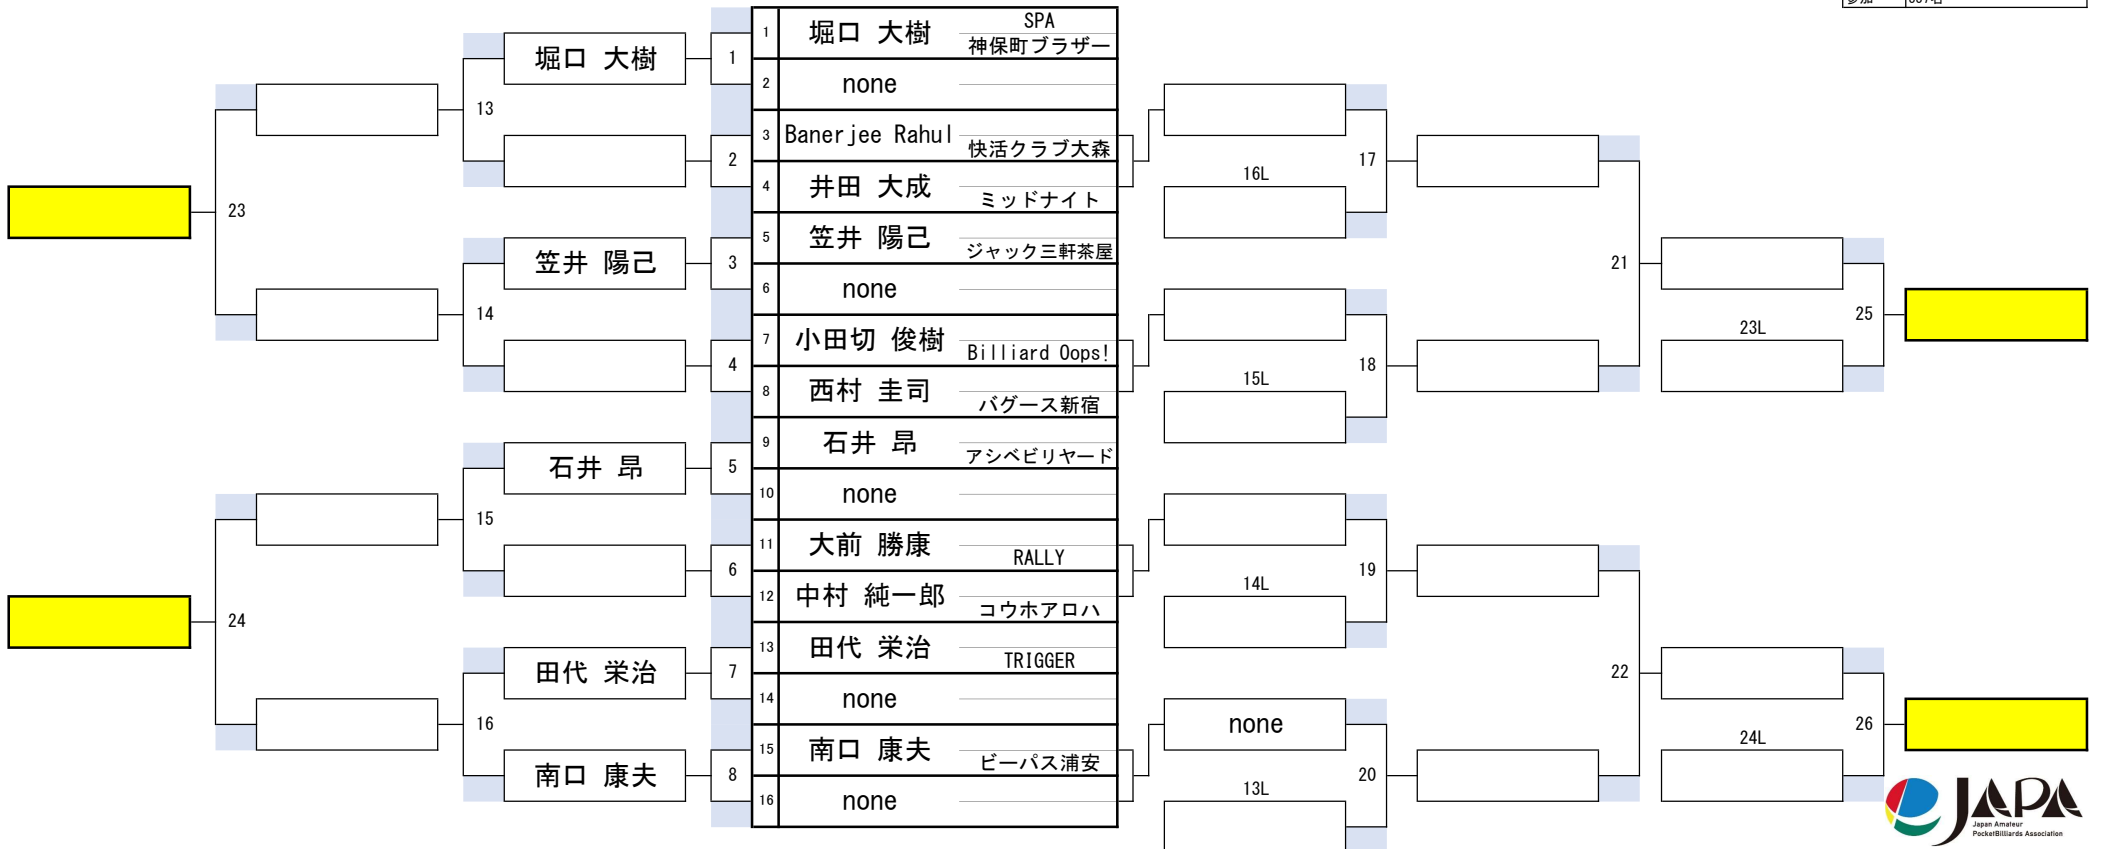 参加
1 堀口 大樹 SPA 神保町ブラザー
2 none
3 Banerjee Rahul 快活クラブ大森
4 井田 大成 ミッドナイト
5 笠井 陽己 ジャック三軒茶屋
6 none
7 小田切 俊樹 Billiard Oops!
8 西村 圭司 バグース新宿
9 石井 昂 アシベビリヤード
10 none
11 大前 勝康 RALLY
12 中村 純一郎 コウホアロハ
13 田代 栄治 TRIGGER
14 none
15 南口 康夫 ビーパス浦安
16 none
堀口 大樹 1
13
2
23
笠井 陽己 3
14
4
石井 昂 5
15
6
24
田代 栄治 7
16
南口 康夫 8
17
16L
21
18
15L
25
23L
19
14L
22
none
20
13L
26
24L
JAPA
Japan Amateur
PocketBilliards Association